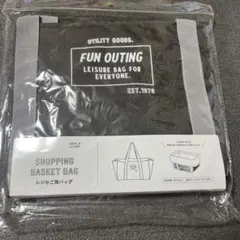 UTILITY GOODS.
FUN OUTING
LEISURE BAG FOR
EVERYONE.
EST.1976
SHOPPING
BASKET BAG
レジかご用バッグ